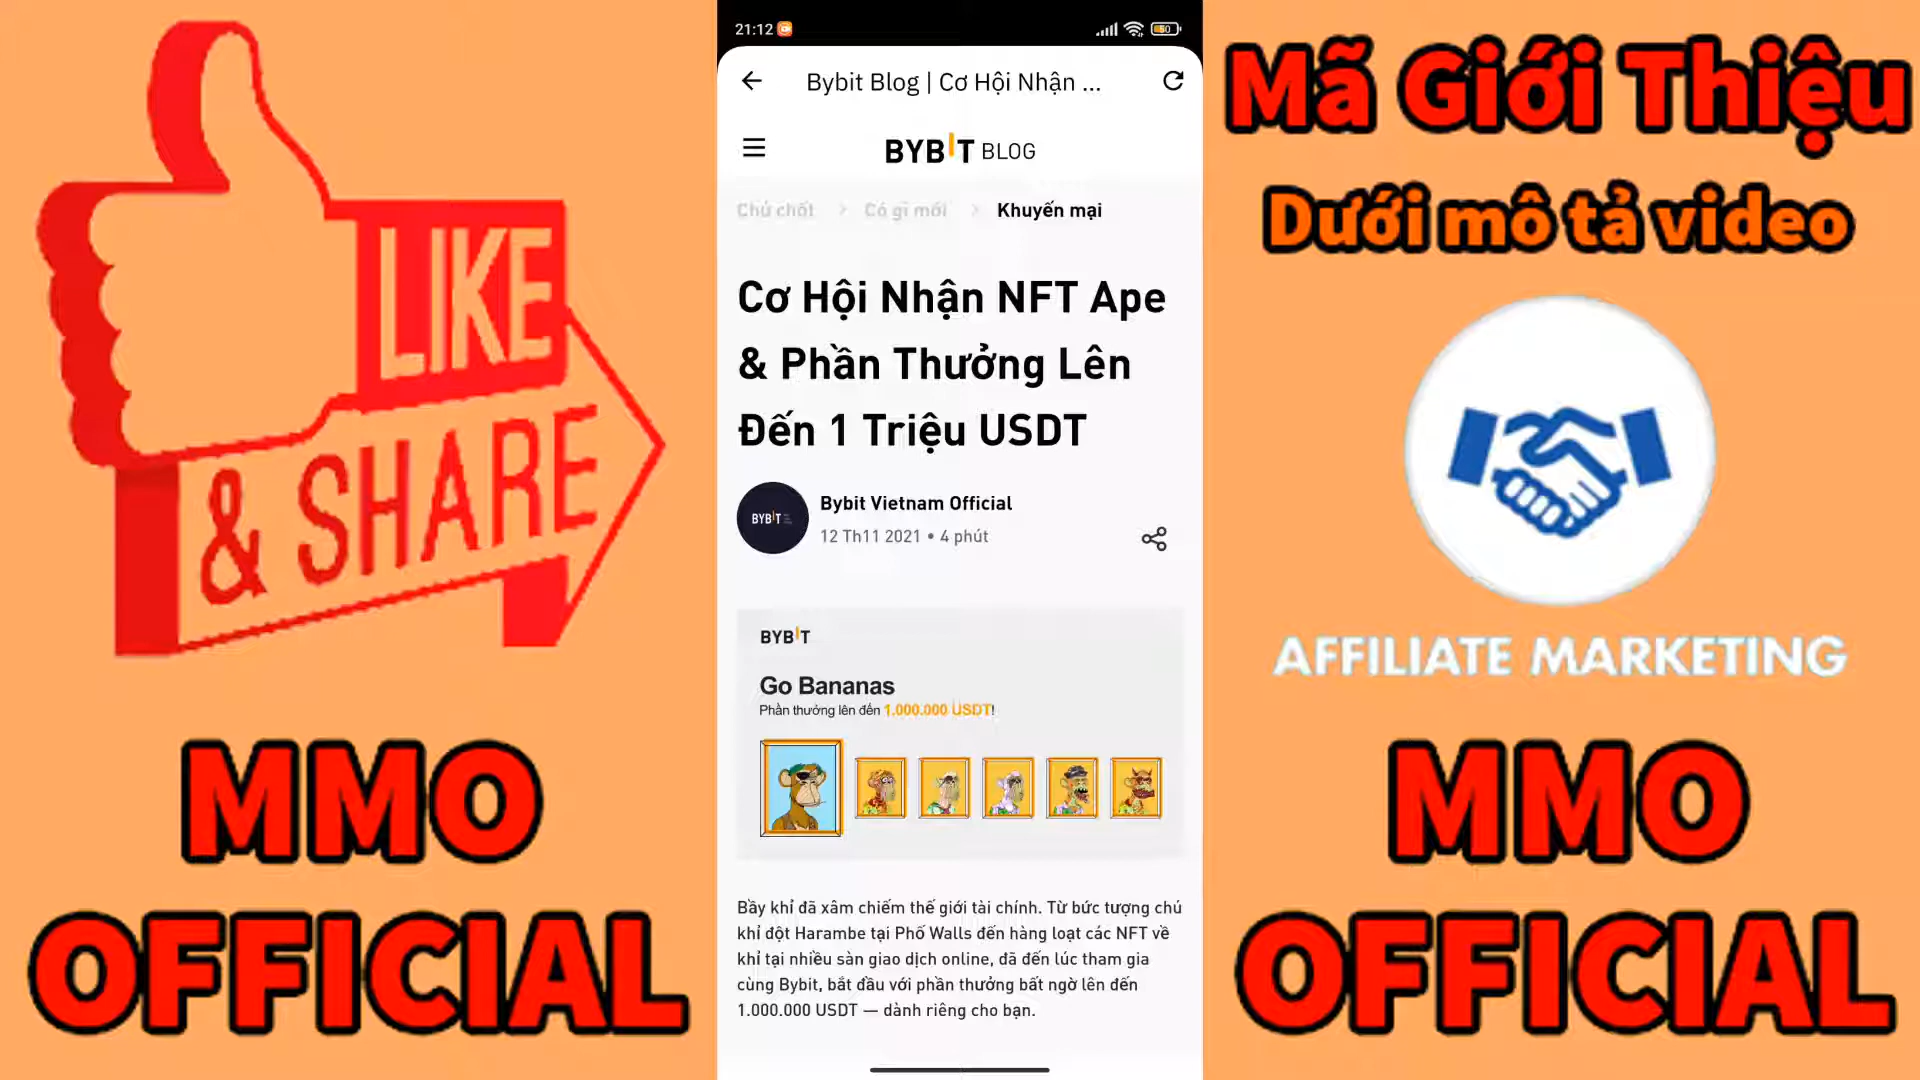 LIKE
& SHARE
MMO
OFFICIAL
21:12
50
Bybit Blog | Cơ Hội Nhận ...
BYBIT BLOG
Chủ chốt > Có gì mới > Khuyến mại
Cơ Hội Nhận NFT Ape
& Phần Thưởng Lên
Đến 1 Triệu USDT
BYBIT
Bybit Vietnam Official
12 Th11 2021 • 4 phút
BYBIT
Go Bananas
Phần thưởng lên đến 1.000.000 USDT!
Bầy khỉ đã xâm chiếm thế giới tài chính. Từ bức tượng chú
khỉ đột Harambe tại Phố Walls đến hàng loạt các NFT về
khỉ tại nhiều sàn giao dịch online, đã đến lúc tham gia
cùng Bybit, bắt đầu với phần thưởng bất ngờ lên đến
1.000.000 USDT — dành riêng cho bạn.
Mã Giới Thiệu
Dưới mô tả video
AFFILIATE MARKETING
MMO
OFFICIAL